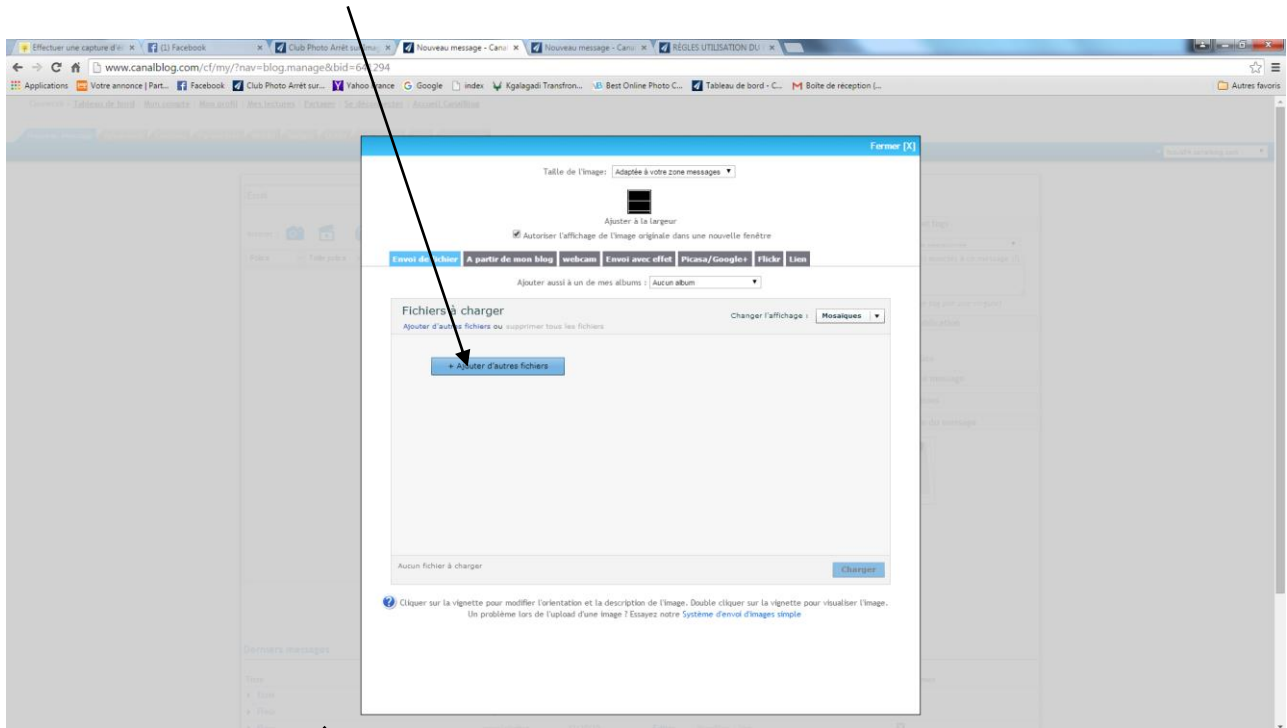 Effectuer une capture d'é
(1) Facebook
Club Photo Arrêt sur Imag
Nouveau message - Canal
Nouveau message - Canal
RÈGLES UTILISATION DU
www.canalblog.com/cf/my/?nav=blog.manage&bid=641294
Applications
Votre annonce | Part...
Facebook
Club Photo Arrêt sur...
Yahoo France
Google
index
Kgalagadi Transfron...
Best Online Photo C...
Tableau de bord - C...
Boîte de réception (...
Autres favoris
Fermer [X]
Taille de l'image: Adaptée à votre zone messages
Ajuster à la largeur
Autoriser l'affichage de l'image originale dans une nouvelle fenêtre
Envoi de fichier
A partir de mon blog
webcam
Envoi avec effet
Picasa/Google+
Flickr
Lien
Ajouter aussi à un de mes albums : Aucun album
Fichiers à charger
Ajouter d'autres fichiers ou supprimer tous les fichiers
Changer l'affichage : Mosaïques
+ Ajouter d'autres fichiers
Aucun fichier à charger
Charger
Cliquer sur la vignette pour modifier l'orientation et la description de l'image. Double cliquer sur la vignette pour visualiser l'image.
Un problème lors de l'upload d'une image ? Essayez notre Système d'envoi d'images simple
Derniers messages